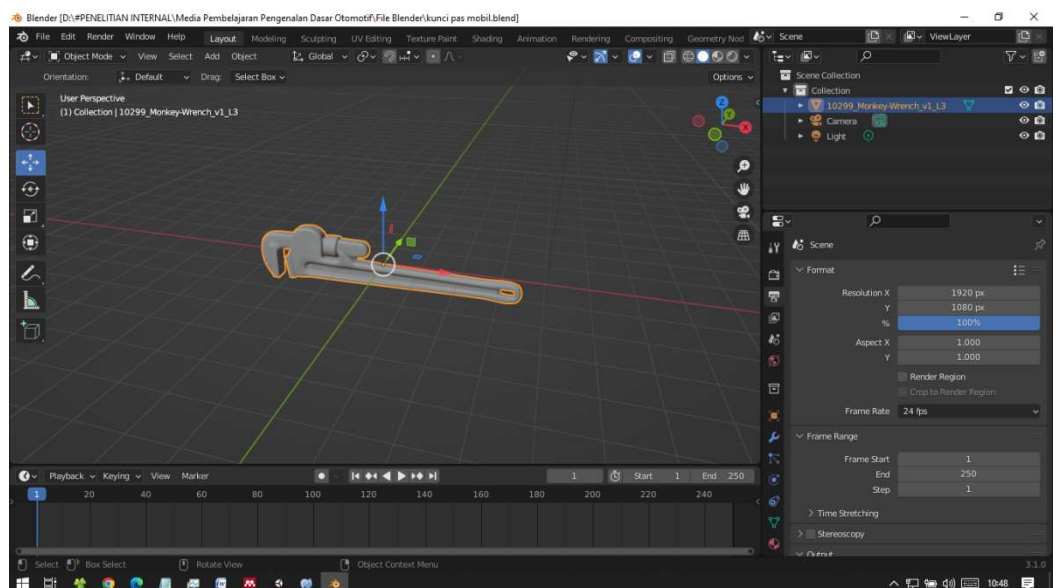 Blender [D:\#PENELITIAN INTERNAL\Media Pembelajaran Pengenalan Dasar Otomotif\File Blender\kunci pas mobil.blend]
File Edit Render Window Help Layout Modeling Sculpting UV Editing Texture Paint Shading Animation Rendering Compositing Geometry Nod Scene ViewLayer
Object Mode View Select Add Object Global
Orientation: Default Drag: Select Box Options
User Perspective
(1) Collection | 10299_Monkey-Wrench_v1_L3
X
Y
Z
Scene Collection
Collection
10299_Monkey-Wrench_v1_L3
Camera
Light
Scene
Format
Resolution X 1920 px
Y 1080 px
% 100%
Aspect X 1.000
Y 1.000
Render Region
Crop to Render Region
Frame Rate 24 fps
Frame Range
Frame Start 1
End 250
Step 1
Time Stretching
Stereoscopy
Output
Playback Keying View Marker 1 Start 1 End 250
1 20 40 60 80 100 120 140 160 180 200 220 240
Select Box Select Rotate View Object Context Menu 3.1.0
10:48